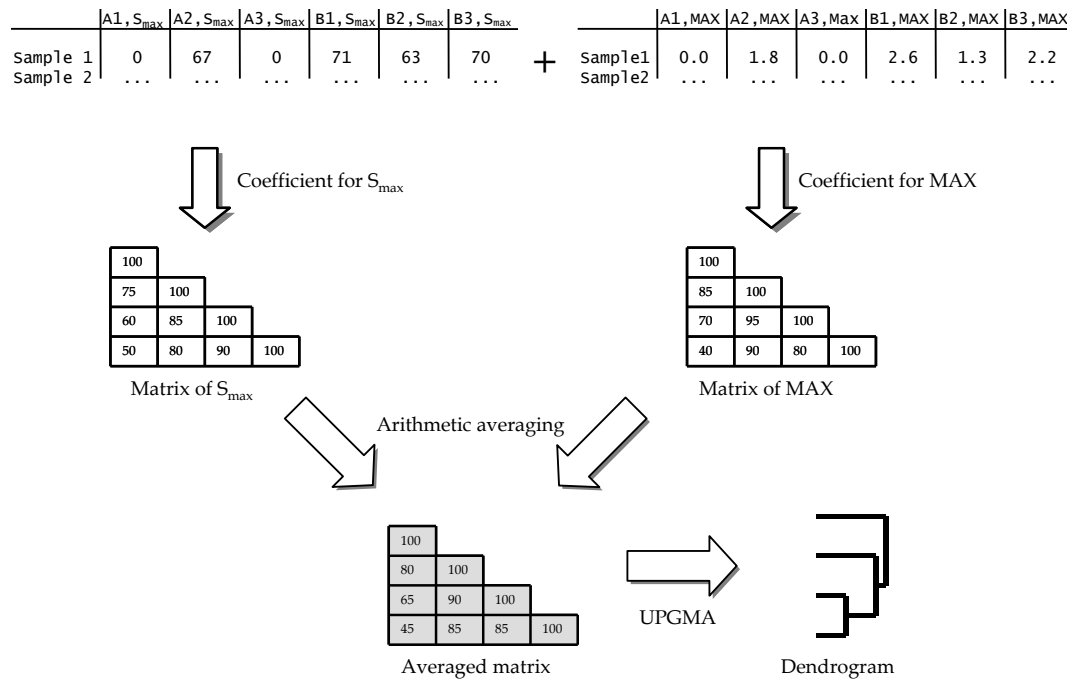 A1,Smax A2,Smax A3,Smax B1,Smax B2,Smax B3,Smax
Sample 1 0 67 0 71 63 70
Sample 2 ... ... ... ... ... ...
+
A1,MAX A2,MAX A3,Max B1,MAX B2,MAX B3,MAX
Sample1 0.0 1.8 0.0 2.6 1.3 2.2
Sample2 ... ... ... ... ... ...
Coefficient for Smax
Coefficient for MAX
100
75 100
60 85 100
50 80 90 100
Matrix of Smax
100
85 100
70 95 100
40 90 80 100
Matrix of MAX
Arithmetic averaging
100
80 100
65 90 100
45 85 85 100
Averaged matrix
UPGMA
Dendrogram